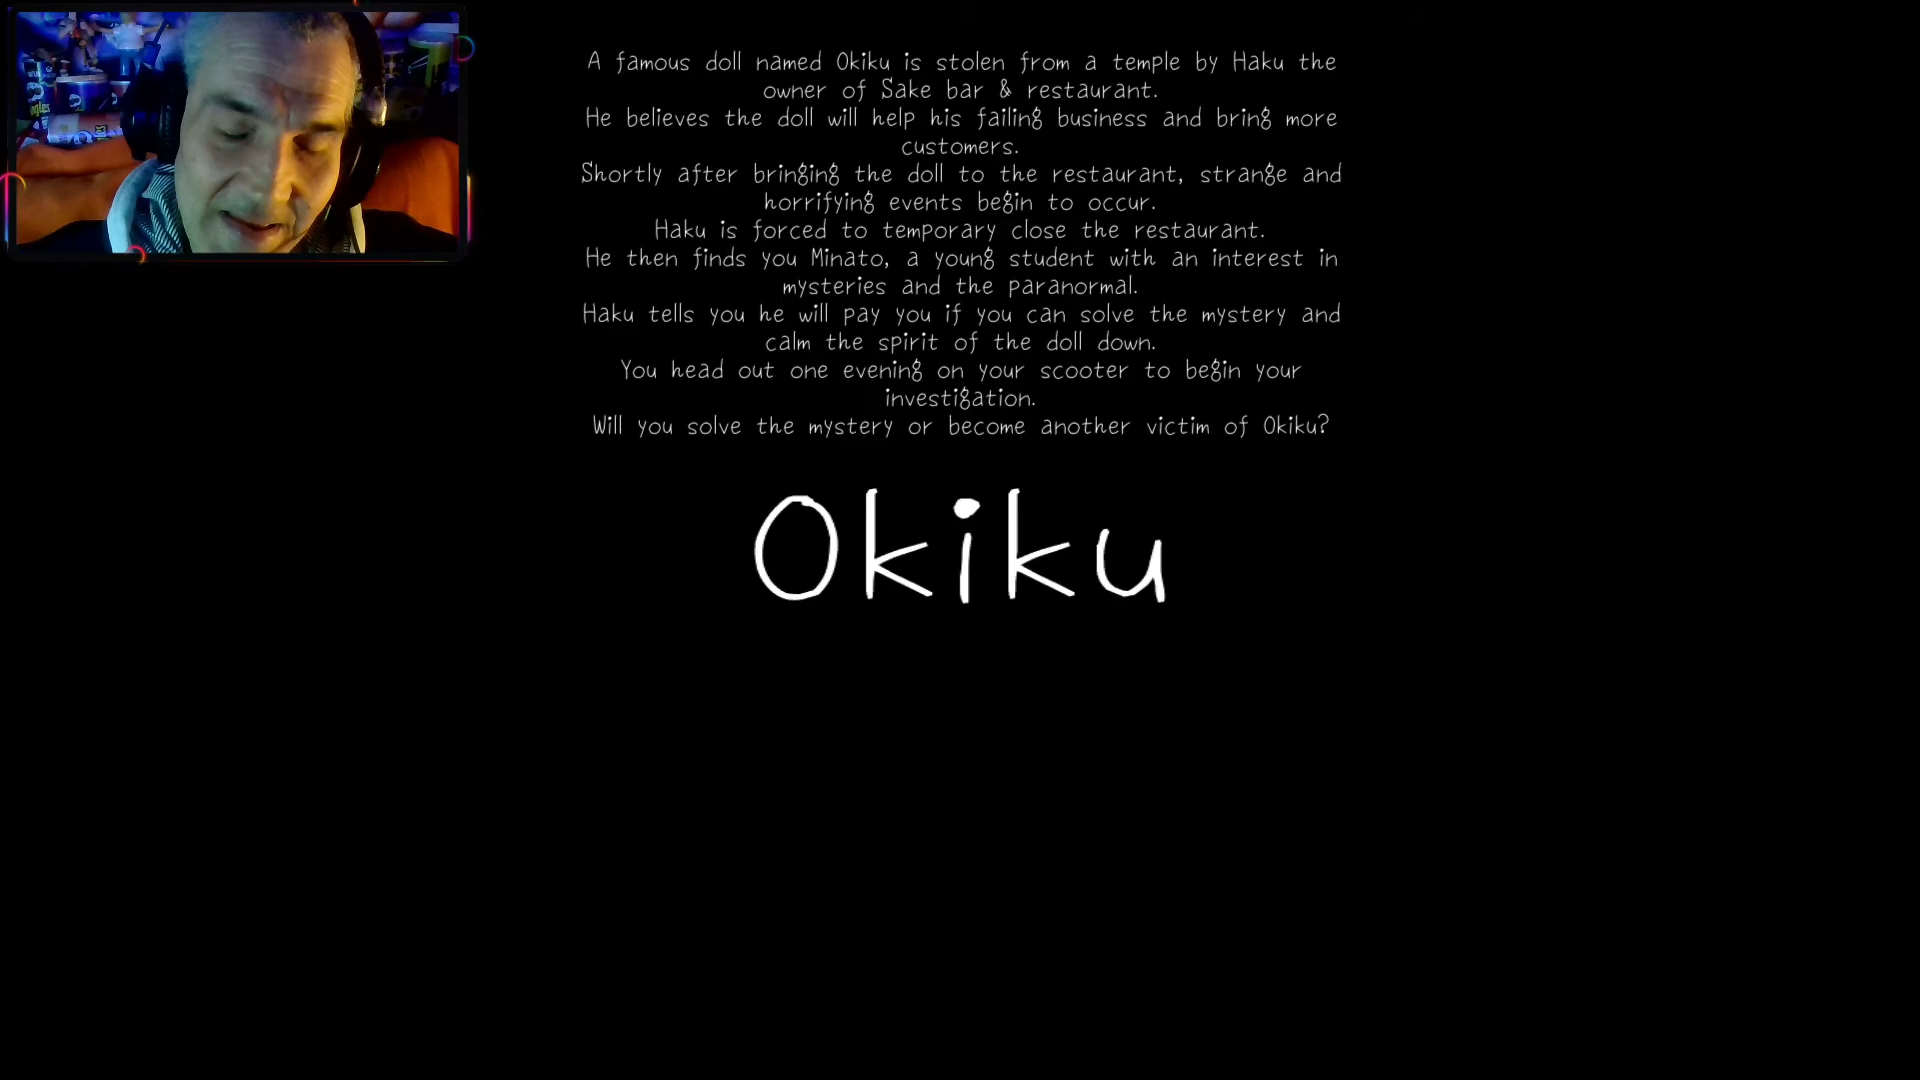 A famous doll named Okiku is stolen from a temple by Haku the
owner of Sake bar & restaurant.
He believes the doll will help his failing business and bring more
customers.
Shortly after bringing the doll to the restaurant, strange and
horrifying events begin to occur.
Haku is forced to temporary close the restaurant.
He then finds you Minato, a young student with an interest in
mysteries and the paranormal.
Haku tells you he will pay you if you can solve the mystery and
calm the spirit of the doll down.
You head out one evening on your scooter to begin your
investigation.
Will you solve the mystery or become another victim of Okiku?
Okiku